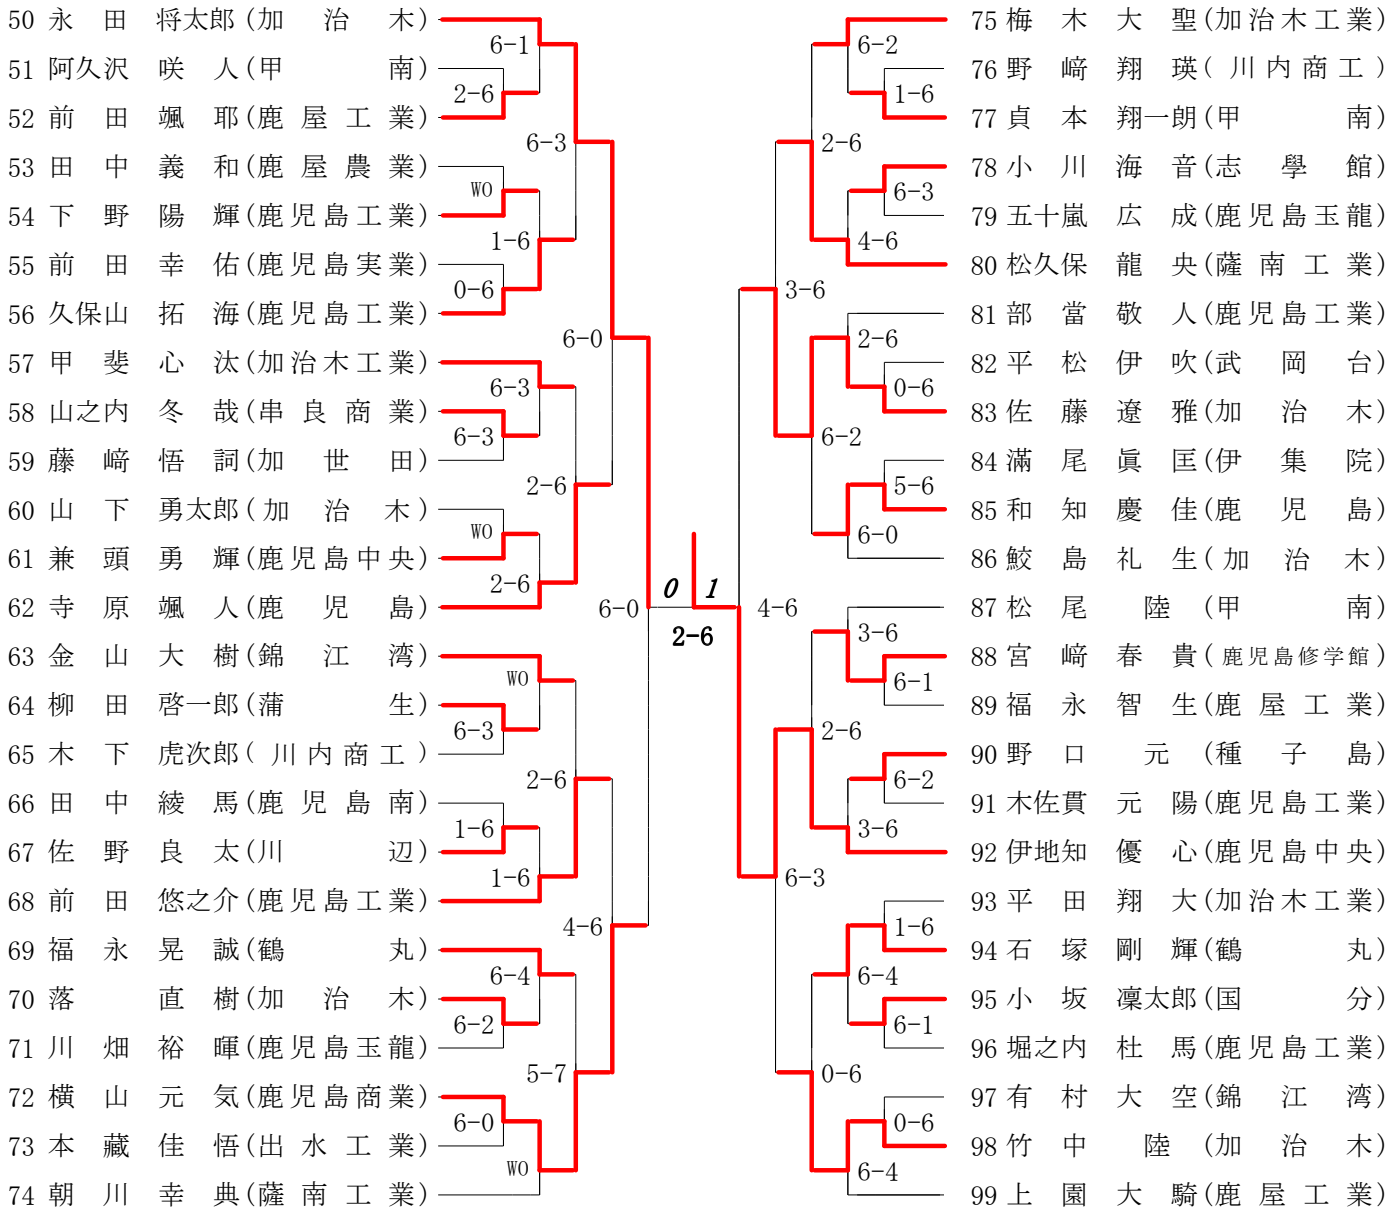 50 永田 将太郎(加治木)
51 阿久沢 咲人(甲南)
52 前田 颯耶(鹿屋工業)
53 田中 義和(鹿屋農業)
54 下野 陽輝(鹿児島工業)
55 前田 幸佑(鹿児島実業)
56 久保山 拓海(鹿児島工業)
57 甲斐 心汰(加治木工業)
58 山之内 冬哉(串良商業)
59 藤﨑 悟詞(加世田)
60 山下 勇太郎(加治木)
61 兼頭 勇輝(鹿児島中央)
62 寺原 颯人(鹿児島)
63 金山 大樹(錦江湾)
64 柳田 啓一郎(蒲生)
65 木下 虎次郎(川内商工)
66 田中 綾馬(鹿児島南)
67 佐野 良太(川辺)
68 前田 悠之介(鹿児島工業)
69 福永 晃誠(鶴丸)
70 落 直樹(加治木)
71 川畑 裕暉(鹿児島玉龍)
72 横山 元気(鹿児島商業)
73 本藏 佳悟(出水工業)
74 朝川 幸典(薩南工業)
6-1
2-6
6-3
WO
1-6
0-6
6-0
6-3
6-3
2-6
WO
2-6
6-0
WO
6-3
2-6
1-6
1-6
4-6
6-4
6-2
5-7
6-0
WO
0 1
2-6
75 梅木 大聖(加治木工業)
76 野﨑 翔瑛(川内商工)
77 貞本 翔一朗(甲南)
78 小川 海音(志學館)
79 五十嵐 広成(鹿児島玉龍)
80 松久保 龍央(薩南工業)
81 部當 敬人(鹿児島工業)
82 平松 伊吹(武岡台)
83 佐藤 遼雅(加治木)
84 滿尾 眞匡(伊集院)
85 和知 慶佳(鹿児島)
86 鮫島 礼生(加治木)
87 松尾 陸(甲南)
88 宮﨑 春貴(鹿児島修学館)
89 福永 智生(鹿屋工業)
90 野口 元(種子島)
91 木佐貫 元陽(鹿児島工業)
92 伊地知 優心(鹿児島中央)
93 平田 翔大(加治木工業)
94 石塚 剛輝(鶴丸)
95 小坂 凜太郎(国分)
96 堀之内 杜馬(鹿児島工業)
97 有村 大空(錦江湾)
98 竹中 陸(加治木)
99 上園 大騎(鹿屋工業)
6-2
1-6
2-6
6-3
4-6
3-6
2-6
0-6
6-2
5-6
6-0
4-6
3-6
6-1
2-6
6-2
3-6
6-3
1-6
6-4
6-1
0-6
0-6
6-4